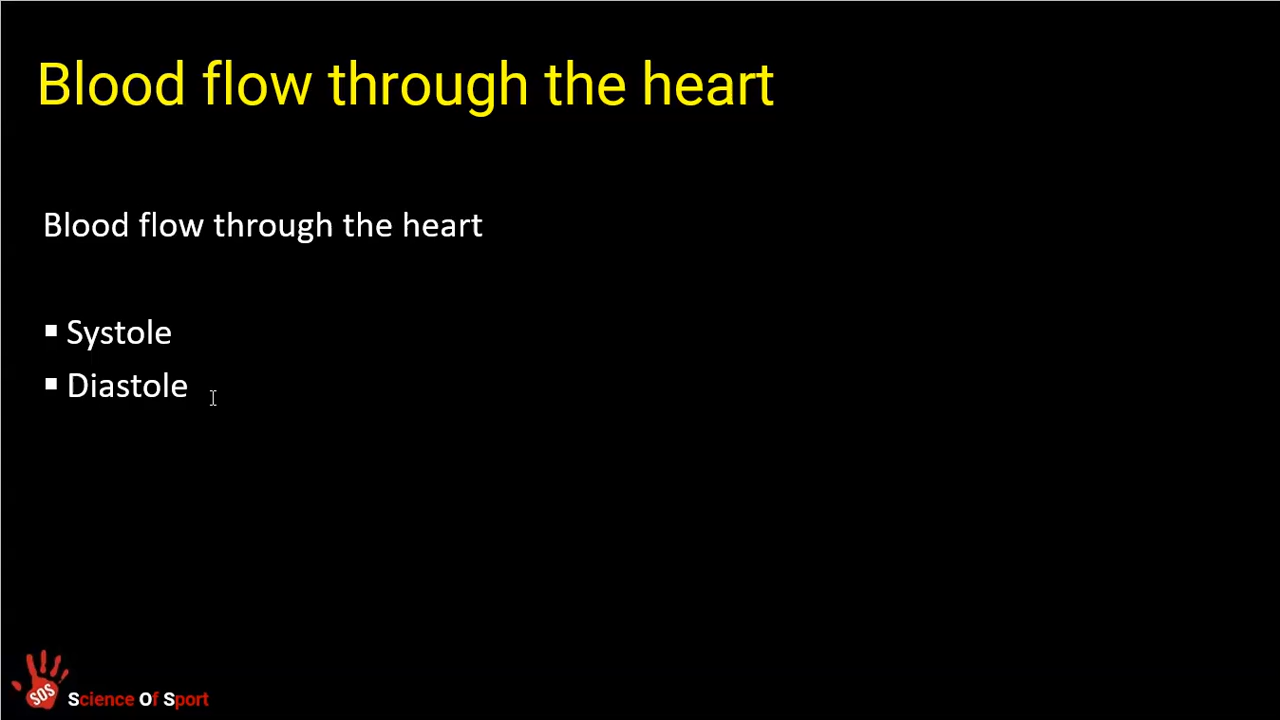 Blood flow through the heart
Blood flow through the heart
▪ Systole
▪ Diastole
SOS
Science Of Sport